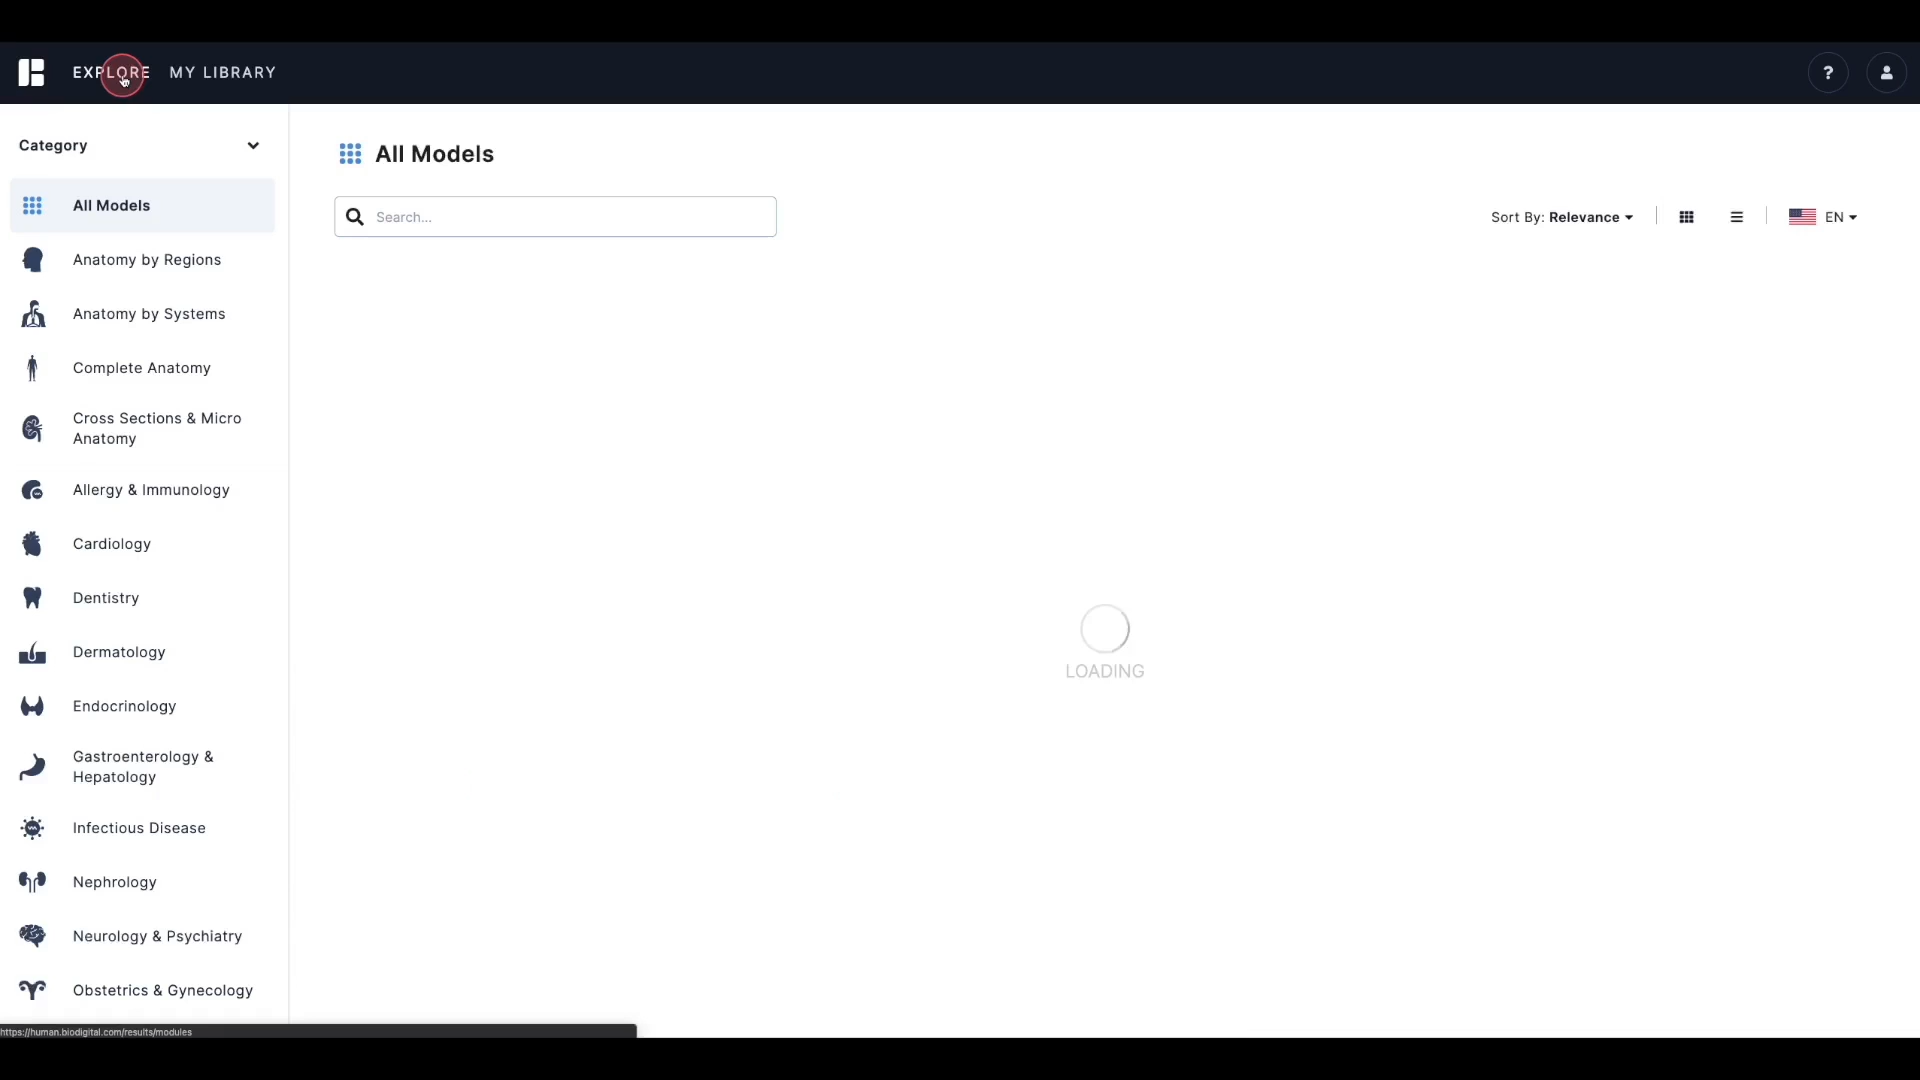 EXPLORE MY LIBRARY ?
Category
All Models
Anatomy by Regions
Anatomy by Systems
Complete Anatomy
Cross Sections & Micro
Anatomy
Allergy & Immunology
Cardiology
Dentistry
Dermatology
Endocrinology
Gastroenterology &
Hepatology
Infectious Disease
Nephrology
Neurology & Psychiatry
Obstetrics & Gynecology
All Models
Search...
Sort By: Relevance
EN
LOADING
https://human.biodigital.com/results/modules